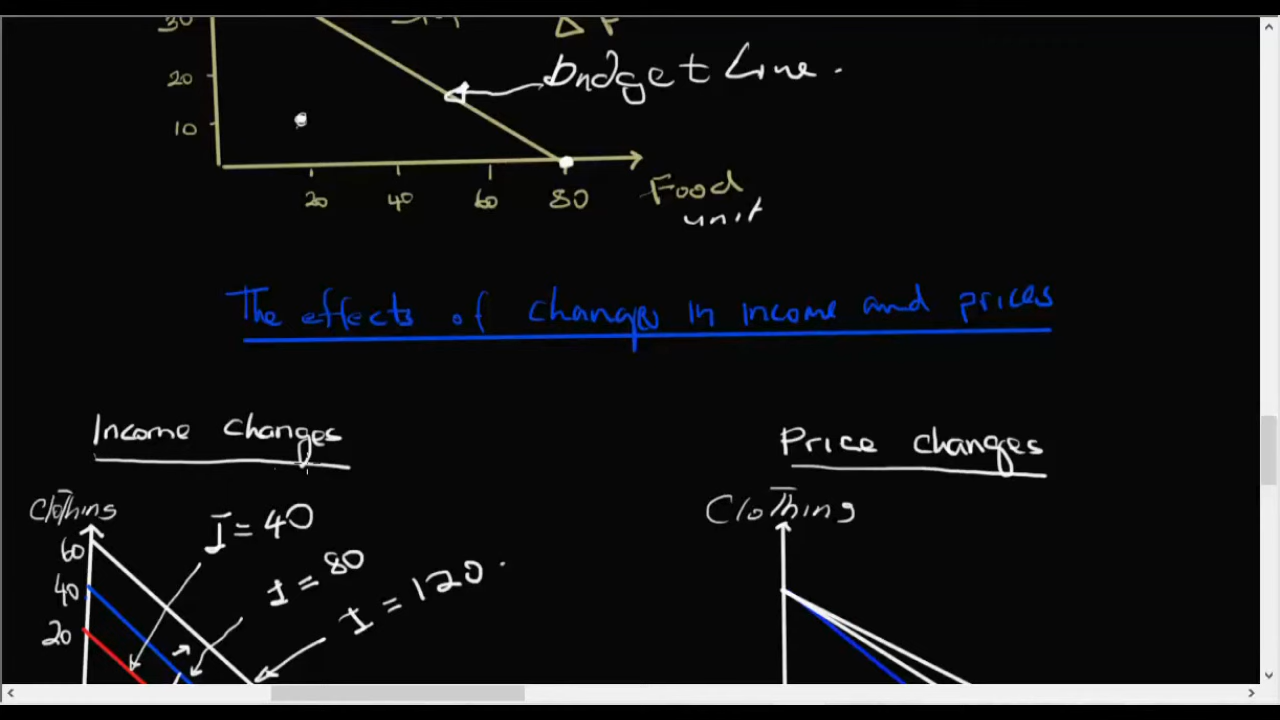 30
Δ F
Budget Line.
20
10
20 40 60 80
Food
unit
The effects of changes in income and prices
Income changes
Price changes
Clothing
Clothing
I = 40
60
I = 80
40
I = 120
20